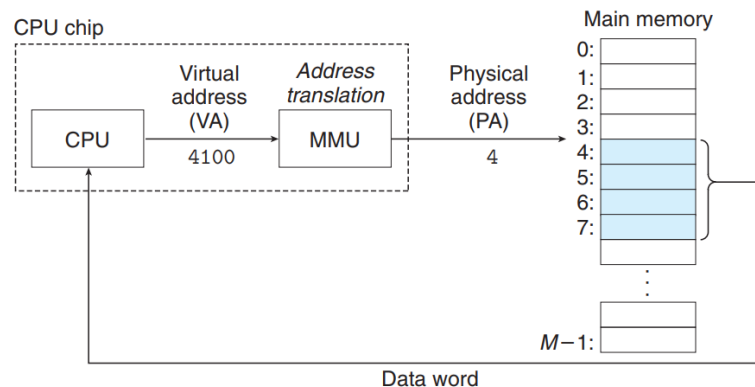 CPU chip
Main memory
Virtual
address
(VA)
4100
Address
translation
Physical
address
(PA)
4
CPU
MMU
0:
1:
2:
3:
4:
5:
6:
7:
M−1:
Data word